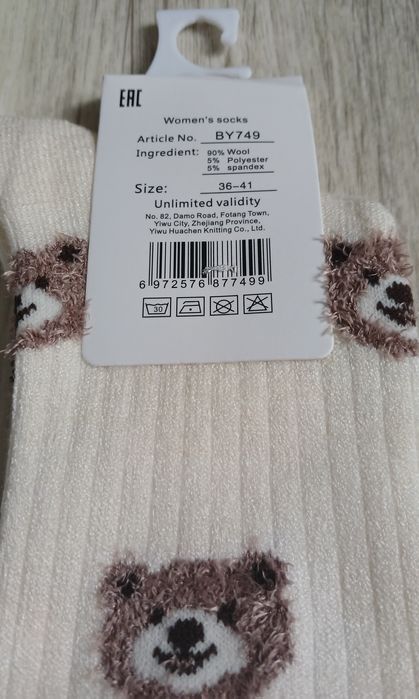 EAC
Women's socks
Article No. BY749
Ingredient: 90% Wool
5% Polyester
5% spandex
Size: 36-41
Unlimited validity
No. 82, Damo Road, Fotang Town,
Yiwu City, Zhejiang Province,
Yiwu Huachen Knitting Co., Ltd.
6 972576 877499
30